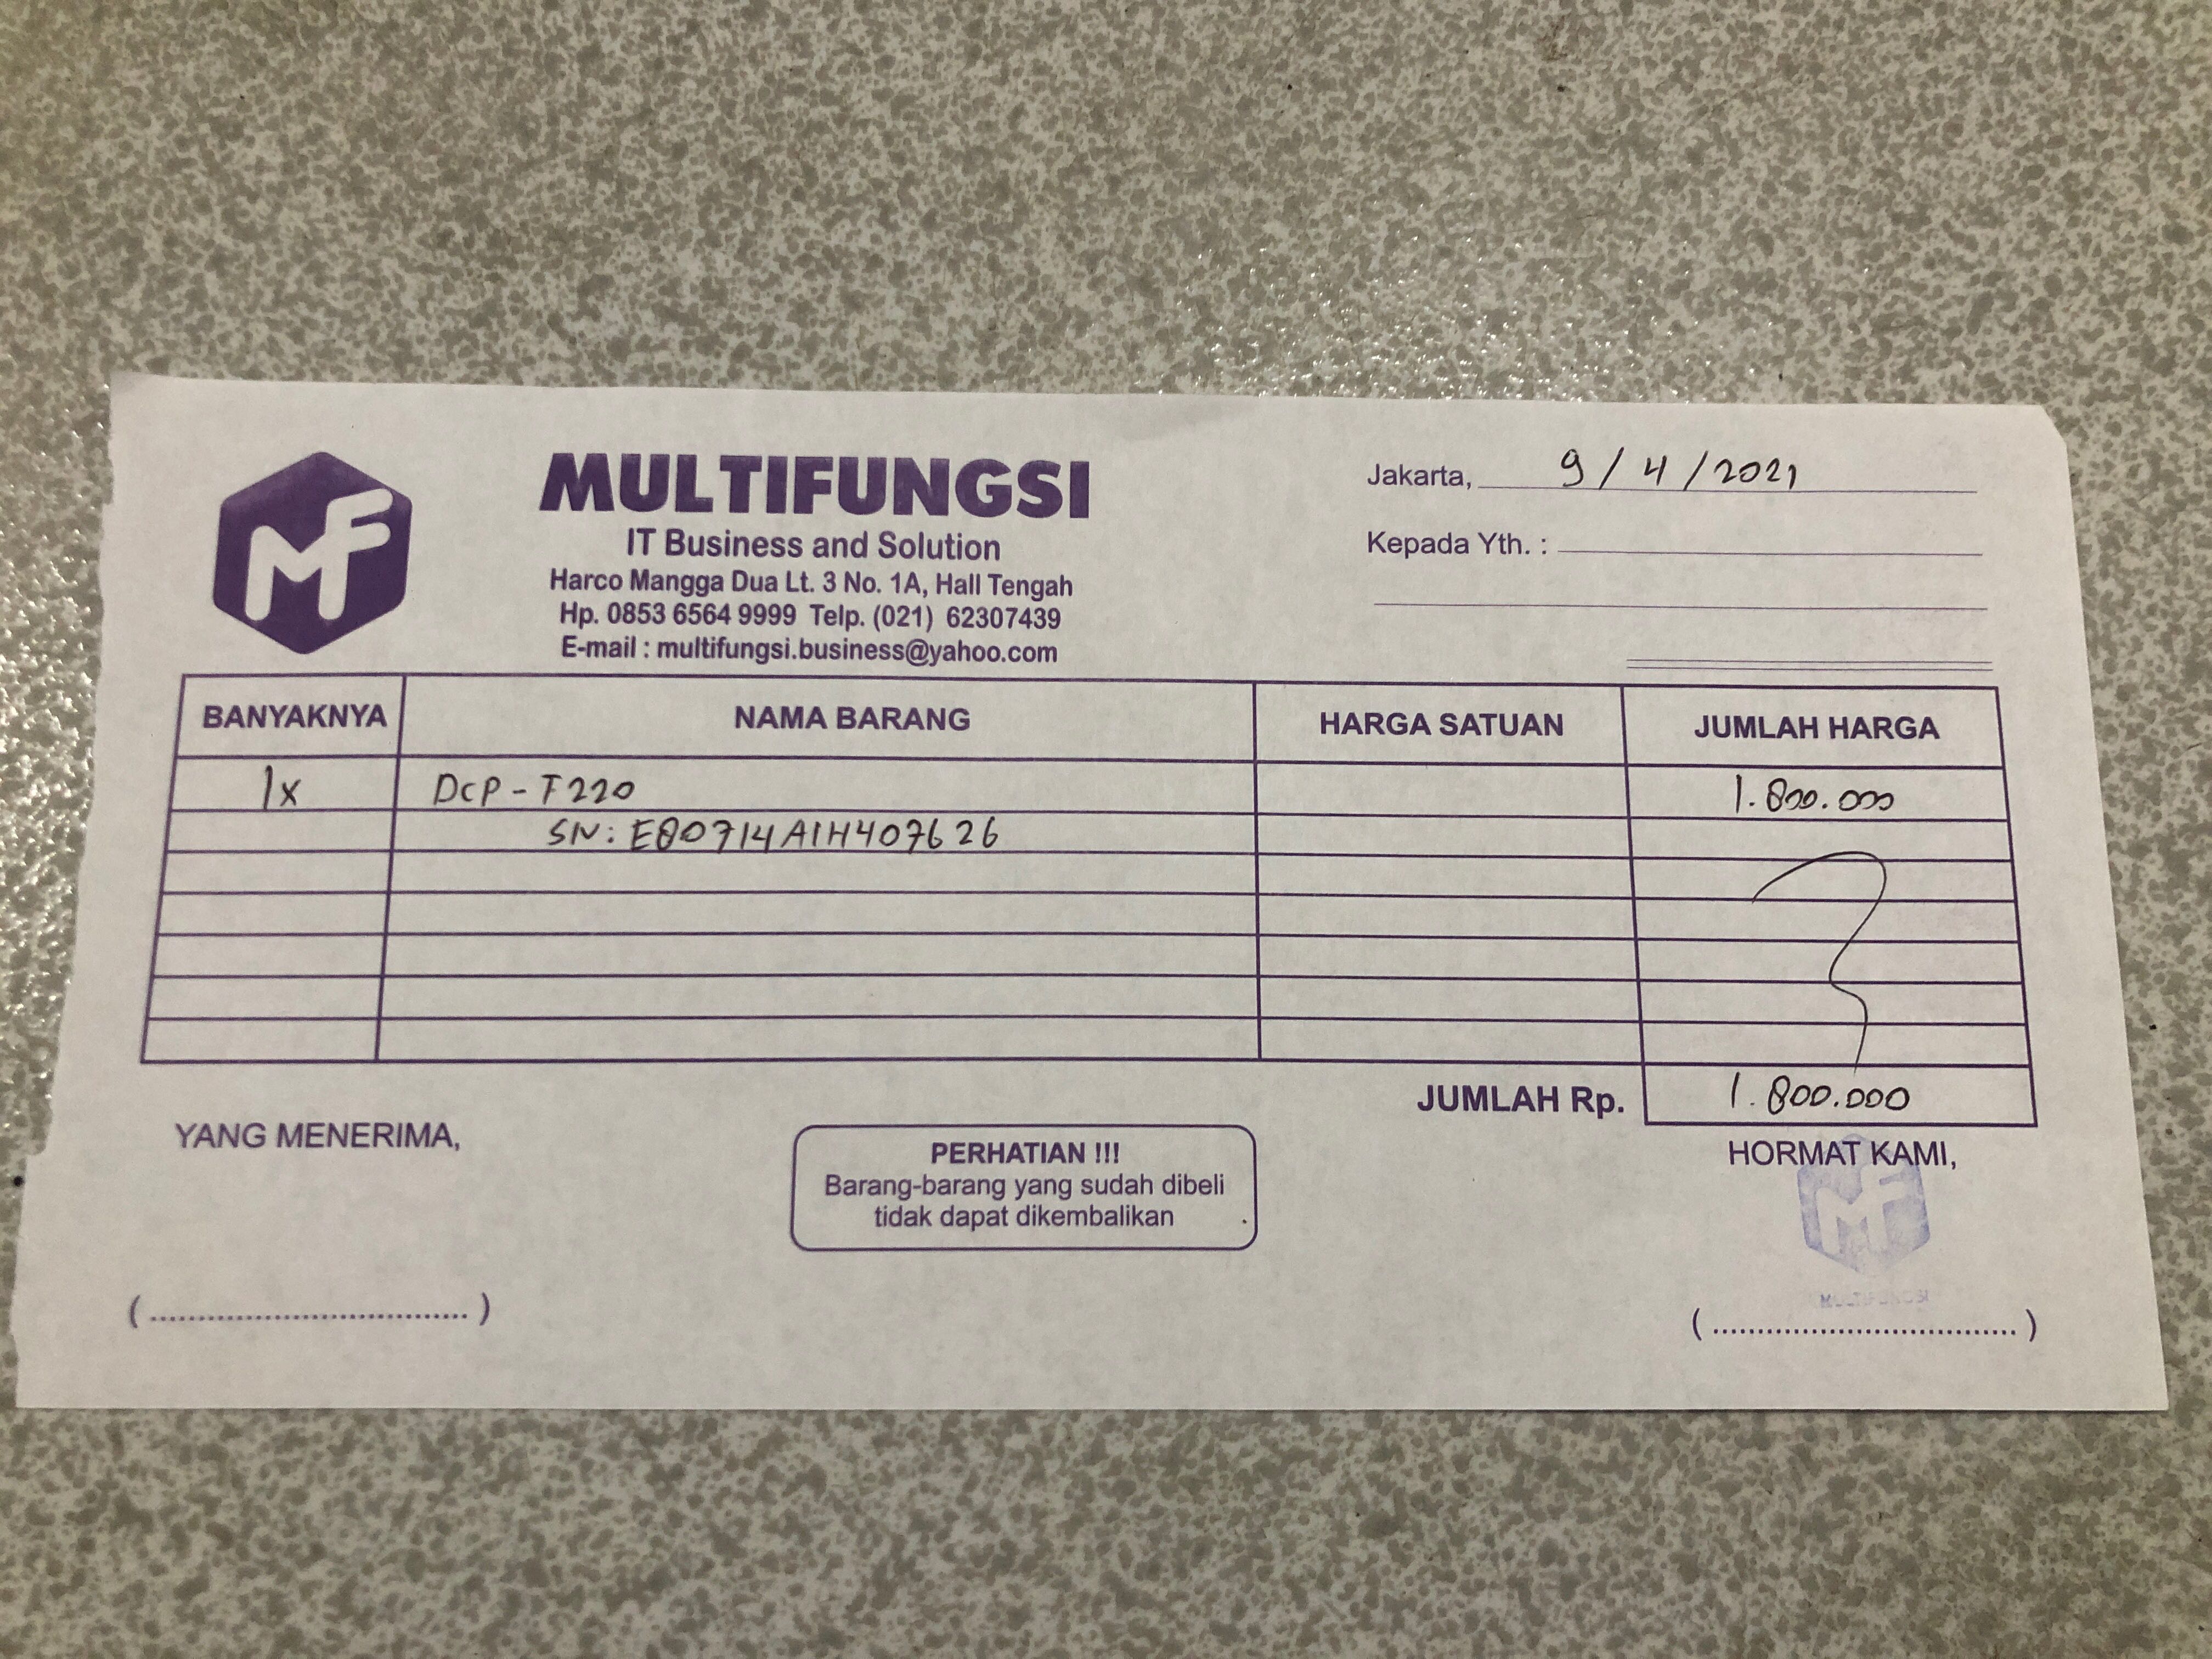 MF
MULTIFUNGSI
IT Business and Solution
Harco Mangga Dua Lt. 3 No. 1A, Hall Tengah
Hp. 0853 6564 9999 Telp. (021) 62307439
E-mail : multifungsi.business@yahoo.com
Jakarta, 9 / 4 / 2021
Kepada Yth. :
BANYAKNYA NAMA BARANG HARGA SATUAN JUMLAH HARGA
1x DCP - T220 1.800.000
SN: E80714A1H407626
JUMLAH Rp. 1.800.000
YANG MENERIMA,
PERHATIAN !!!
Barang-barang yang sudah dibeli
tidak dapat dikembalikan
HORMAT KAMI,
MF
MULTIFUNGSI
(..................................)
(..................................)